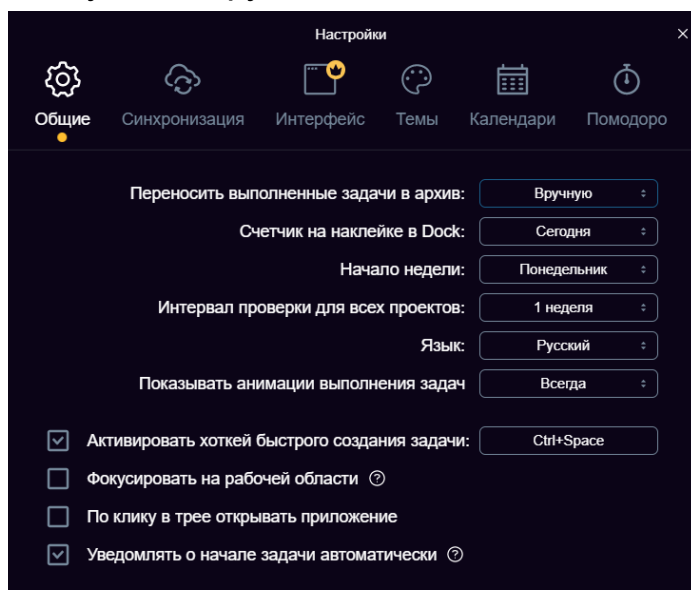 Настройки
Общие Синхронизация Интерфейс Темы Календари Помодоро
Переносить выполненные задачи в архив: Вручную
Счетчик на наклейке в Dock: Сегодня
Начало недели: Понедельник
Интервал проверки для всех проектов: 1 неделя
Язык: Русский
Показывать анимации выполнения задач Всегда
Активировать хоткей быстрого создания задачи: Ctrl+Space
Фокусировать на рабочей области
По клику в трее открывать приложение
Уведомлять о начале задачи автоматически